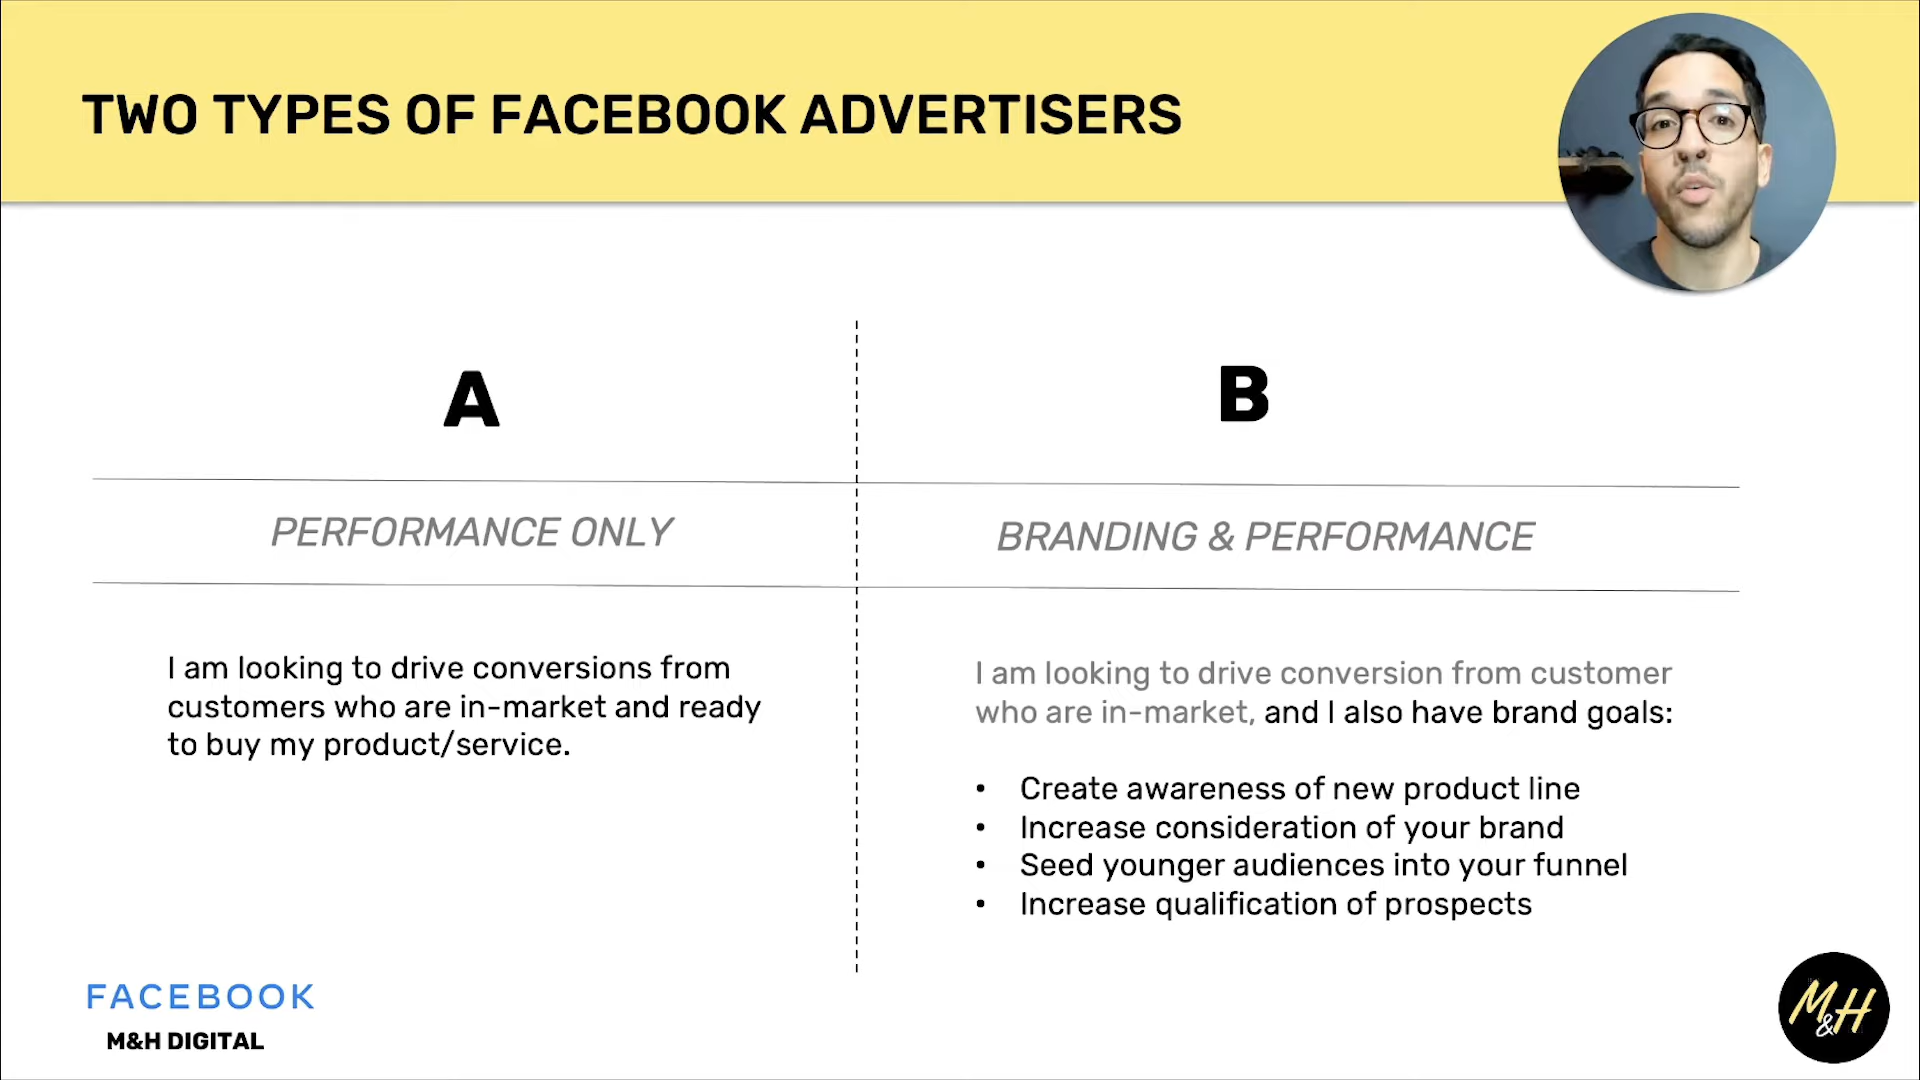 TWO TYPES OF FACEBOOK ADVERTISERS
A
B
PERFORMANCE ONLY
BRANDING & PERFORMANCE
I am looking to drive conversions from
customers who are in-market and ready
to buy my product/service.
I am looking to drive conversion from customer
who are in-market, and I also have brand goals:
• Create awareness of new product line
• Increase consideration of your brand
• Seed younger audiences into your funnel
• Increase qualification of prospects
FACEBOOK
M&H DIGITAL
M&H